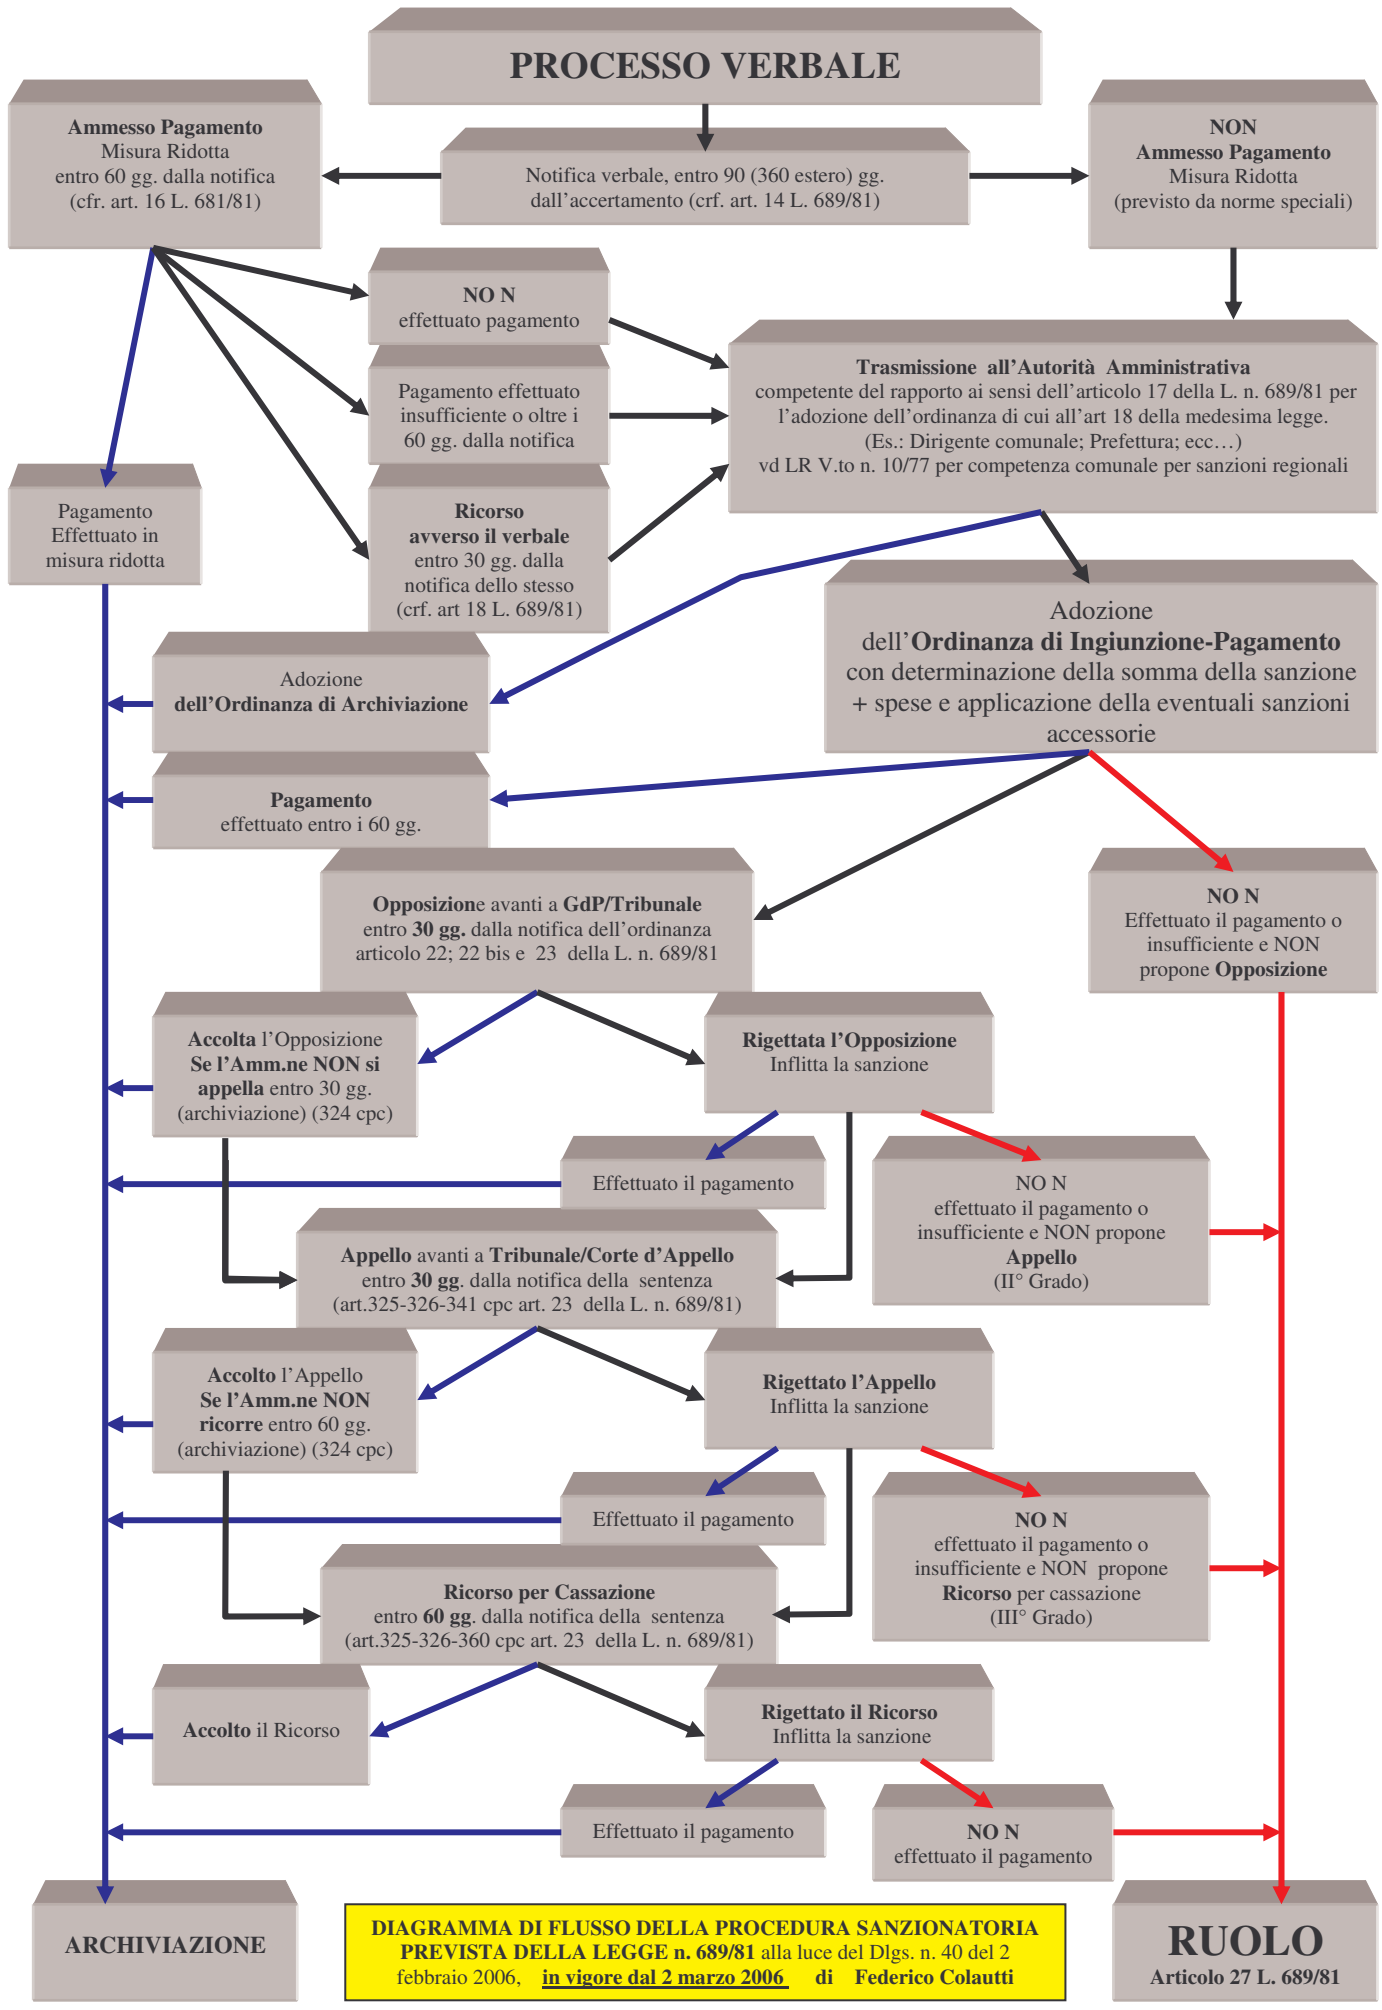 PROCESSO VERBALE
Ammesso Pagamento
Misura Ridotta
entro 60 gg. dalla notifica
(cfr. art. 16 L. 681/81)
Notifica verbale, entro 90 (360 estero) gg.
dall'accertamento (crf. art. 14 L. 689/81)
NON
Ammesso Pagamento
Misura Ridotta
(previsto da norme speciali)
NO N
effettuato pagamento
Pagamento effettuato
insufficiente o oltre i
60 gg. dalla notifica
Ricorso
avverso il verbale
entro 30 gg. dalla
notifica dello stesso
(crf. art 18 L. 689/81)
Trasmissione all'Autorità Amministrativa
competente del rapporto ai sensi dell'articolo 17 della L. n. 689/81 per
l'adozione dell'ordinanza di cui all'art 18 della medesima legge.
(Es.: Dirigente comunale; Prefettura; ecc…)
vd LR V.to n. 10/77 per competenza comunale per sanzioni regionali
Pagamento
Effettuato in
misura ridotta
Adozione
dell'Ordinanza di Ingiunzione-Pagamento
con determinazione della somma della sanzione
+ spese e applicazione della eventuali sanzioni
accessorie
Adozione
dell'Ordinanza di Archiviazione
Pagamento
effettuato entro i 60 gg.
Opposizione avanti a GdP/Tribunale
entro 30 gg. dalla notifica dell'ordinanza
articolo 22; 22 bis e 23 della L. n. 689/81
NO N
Effettuato il pagamento o
insufficiente e NON
propone Opposizione
Accolta l'Opposizione
Se l'Amm.ne NON si
appella entro 30 gg.
(archiviazione) (324 cpc)
Rigettata l'Opposizione
Inflitta la sanzione
Effettuato il pagamento
NO N
effettuato il pagamento o
insufficiente e NON propone
Appello
(II° Grado)
Appello avanti a Tribunale/Corte d'Appello
entro 30 gg. dalla notifica della sentenza
(art.325-326-341 cpc art. 23 della L. n. 689/81)
Accolto l'Appello
Se l'Amm.ne NON
ricorre entro 60 gg.
(archiviazione) (324 cpc)
Rigettato l'Appello
Inflitta la sanzione
Effettuato il pagamento
NO N
effettuato il pagamento o
insufficiente e NON propone
Ricorso per cassazione
(III° Grado)
Ricorso per Cassazione
entro 60 gg. dalla notifica della sentenza
(art.325-326-360 cpc art. 23 della L. n. 689/81)
Accolto il Ricorso
Rigettato il Ricorso
Inflitta la sanzione
Effettuato il pagamento
NO N
effettuato il pagamento
ARCHIVIAZIONE
DIAGRAMMA DI FLUSSO DELLA PROCEDURA SANZIONATORIA
PREVISTA DELLA LEGGE n. 689/81 alla luce del Dlgs. n. 40 del 2
febbraio 2006, in vigore dal 2 marzo 2006 di Federico Colautti
RUOLO
Articolo 27 L. 689/81